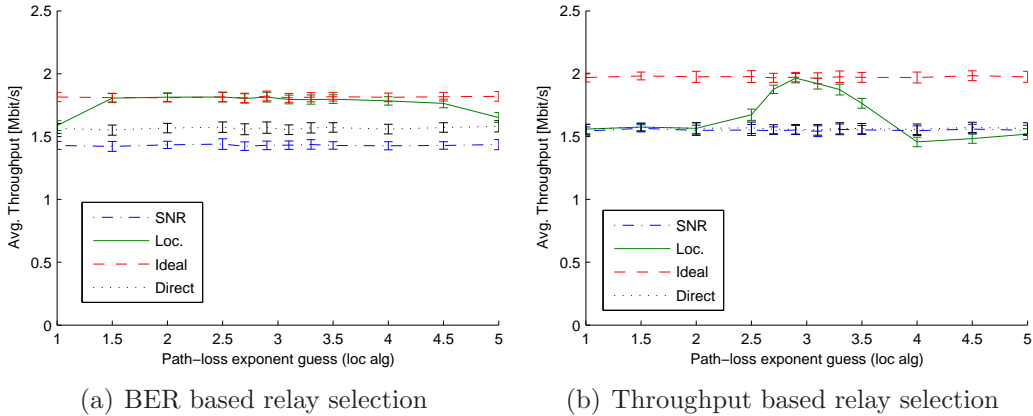 2.5
2
1.5
1
0.5
0
Avg. Throughput [Mbit/s]
SNR
Loc.
Ideal
Direct
1 1.5 2 2.5 3 3.5 4 4.5 5
Path−loss exponent guess (loc alg)
(a) BER based relay selection
2.5
2
1.5
1
0.5
0
Avg. Throughput [Mbit/s]
SNR
Loc.
Ideal
Direct
1 1.5 2 2.5 3 3.5 4 4.5 5
Path−loss exponent guess (loc alg)
(b) Throughput based relay selection